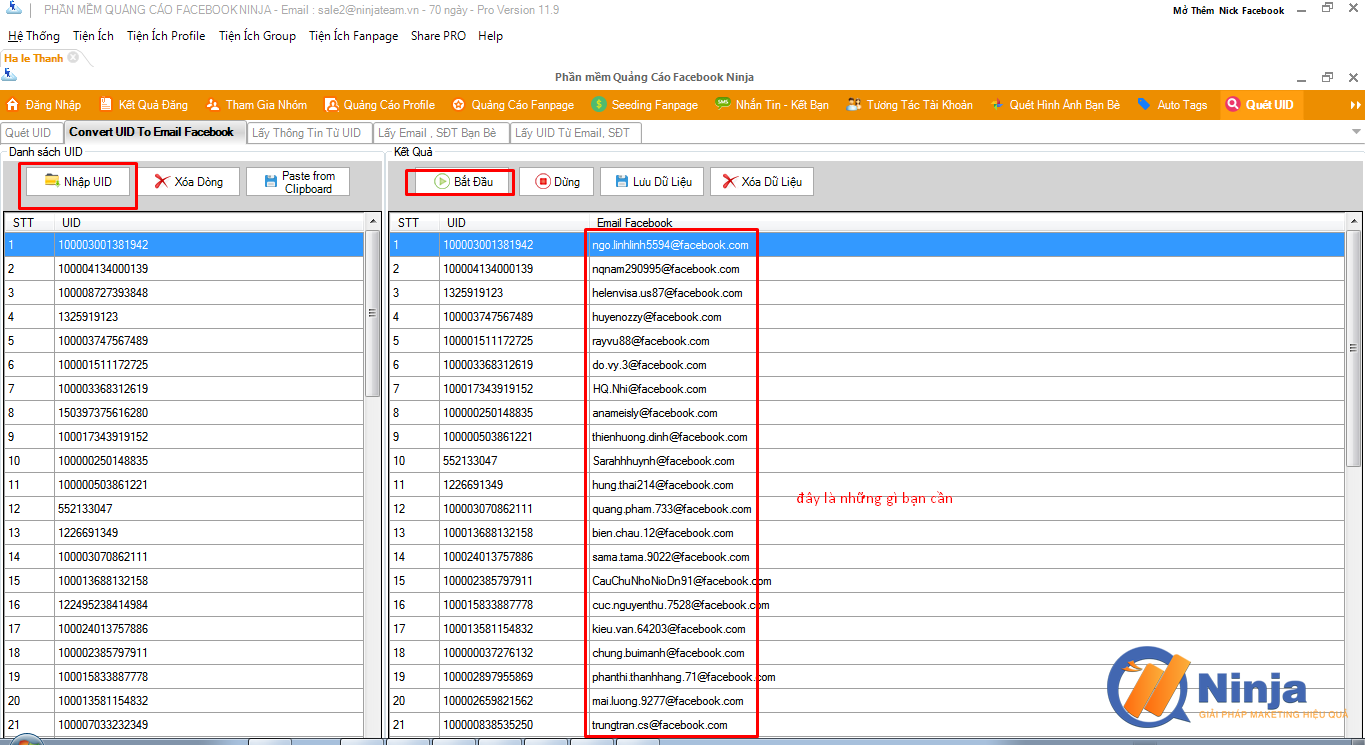 PHẦN MỀM QUẢNG CÁO FACEBOOK NINJA - Email : sale2@ninjateam.vn - 70 ngày - Pro Version 11.9
Mở Thêm Nick Facebook
Hệ Thống Tiện Ích Tiện Ích Profile Tiện Ích Group Tiện Ích Fanpage Share PRO Help
Ha le Thanh
Phần mềm Quảng Cáo Facebook Ninja
Đăng Nhập Kết Quả Đăng Tham Gia Nhóm Quảng Cáo Profile Quảng Cáo Fanpage Seeding Fanpage Nhắn Tin - Kết Bạn Tương Tác Tài Khoản Quét Hình Ảnh Bạn Bè Auto Tags Quét UID
Quét UID Convert UID To Email Facebook Lấy Thông Tin Từ UID Lấy Email , SĐT Bạn Bè Lấy UID Từ Email, SĐT
Danh sách UID
Nhập UID Xóa Dòng Paste from Clipboard
STT UID
1 100003001381942
2 100004134000139
3 100008727393848
4 1325919123
5 100003747567489
6 100001511172725
7 100003368312619
8 150397375616280
9 100017343919152
10 100000250148835
11 100000503861221
12 552133047
13 1226691349
14 100003070862111
15 100013688132158
16 122495238414984
17 100024013757886
18 100002385797911
19 100015833887778
20 100013581154832
21 100007033232349
Kết Quả
Bắt Đầu Dừng Lưu Dữ Liệu Xóa Dữ Liệu
STT UID Email Facebook
1 100003001381942 ngo.linhlinh5594@facebook.com
2 100004134000139 nqnam290995@facebook.com
3 1325919123 helenvisa.us87@facebook.com
4 100003747567489 huyenozzy@facebook.com
5 100001511172725 rayvu88@facebook.com
6 100003368312619 do.vy.3@facebook.com
7 100017343919152 HQ.Nhi@facebook.com
8 100000250148835 anameisly@facebook.com
9 100000503861221 thienhuong.dinh@facebook.com
10 552133047 Sarahhhuynh@facebook.com
11 1226691349 hung.thai214@facebook.com
12 100003070862111 quang.pham.733@facebook.com
13 100013688132158 bien.chau.12@facebook.com
14 100024013757886 sama.tama.9022@facebook.com
15 100002385797911 CauChuNhoNioDn91@facebook.com
16 100015833887778 cuc.nguyenthu.7528@facebook.com
17 100013581154832 kieu.van.64203@facebook.com
18 100000037276132 chung.buimanh@facebook.com
19 100002897955869 phanthi.thanhhang.71@facebook.com
20 100002659821562 mai.luong.9277@facebook.com
21 100000838535250 trungtran.cs@facebook.com
đây là những gì bạn cần
Ninja
GIẢI PHÁP MAKETING HIỆU QUẢ